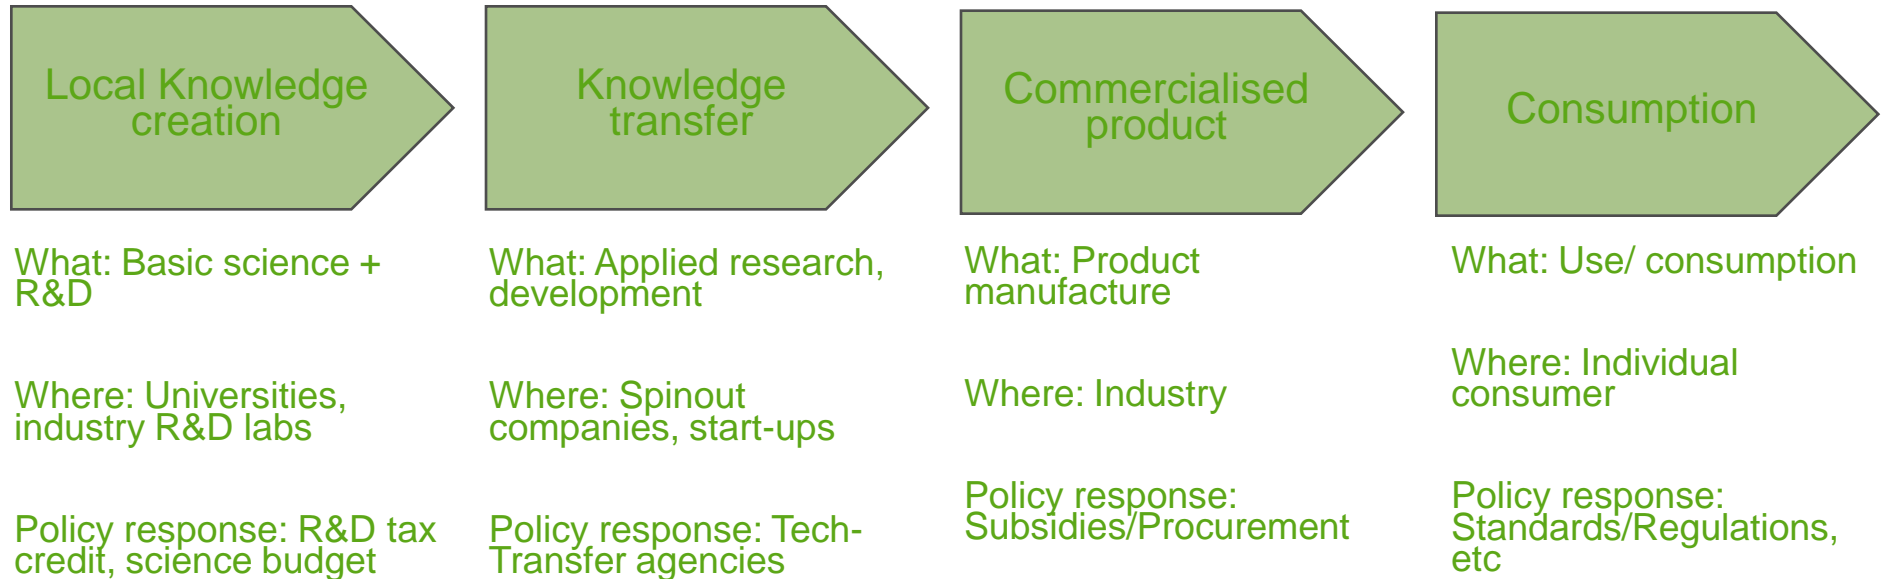 Local Knowledge
creation
What: Basic science +
R&D
Where: Universities,
industry R&D labs
Policy response: R&D tax
credit, science budget
Knowledge
transfer
What: Applied research,
development
Where: Spinout
companies, start-ups
Policy response: Tech-
Transfer agencies
Commercialised
product
What: Product
manufacture
Where: Industry
Policy response:
Subsidies/Procurement
Consumption
What: Use/ consumption
Where: Individual
consumer
Policy response:
Standards/Regulations,
etc